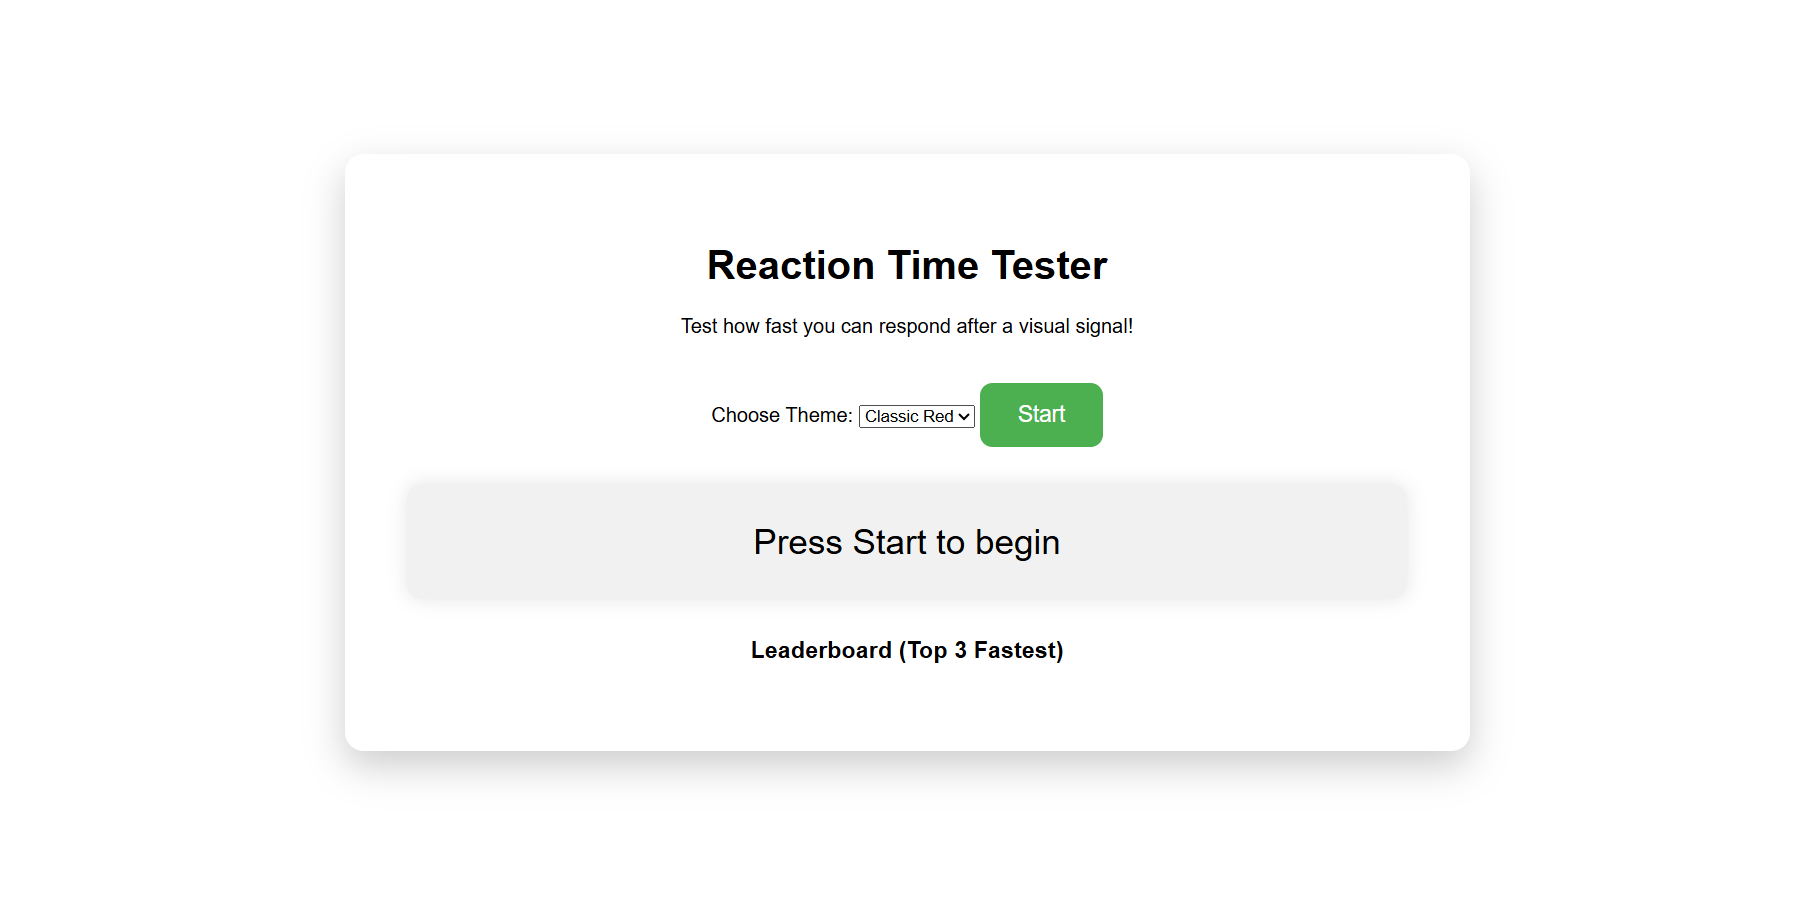 Reaction Time Tester
Test how fast you can respond after a visual signal!
Choose Theme: Classic Red Start
Press Start to begin
Leaderboard (Top 3 Fastest)